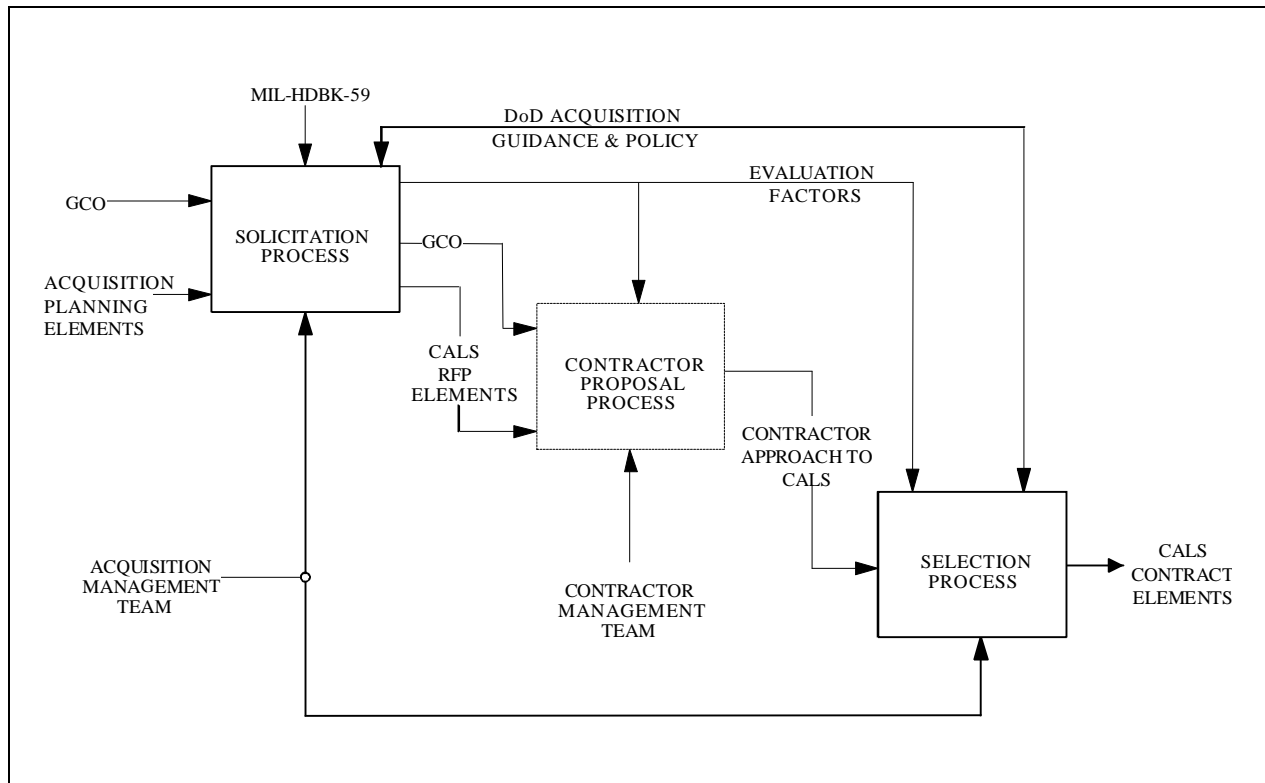 MIL-HDBK-59
DoD ACQUISITION
GUIDANCE & POLICY
EVALUATION
FACTORS
GCO
SOLICITATION
PROCESS
GCO
ACQUISITION
PLANNING
ELEMENTS
CALS
RFP
ELEMENTS
CONTRACTOR
PROPOSAL
PROCESS
CONTRACTOR
APPROACH TO
CALS
ACQUISITION
MANAGEMENT
TEAM
CONTRACTOR
MANAGEMENT
TEAM
SELECTION
PROCESS
CALS
CONTRACT
ELEMENTS